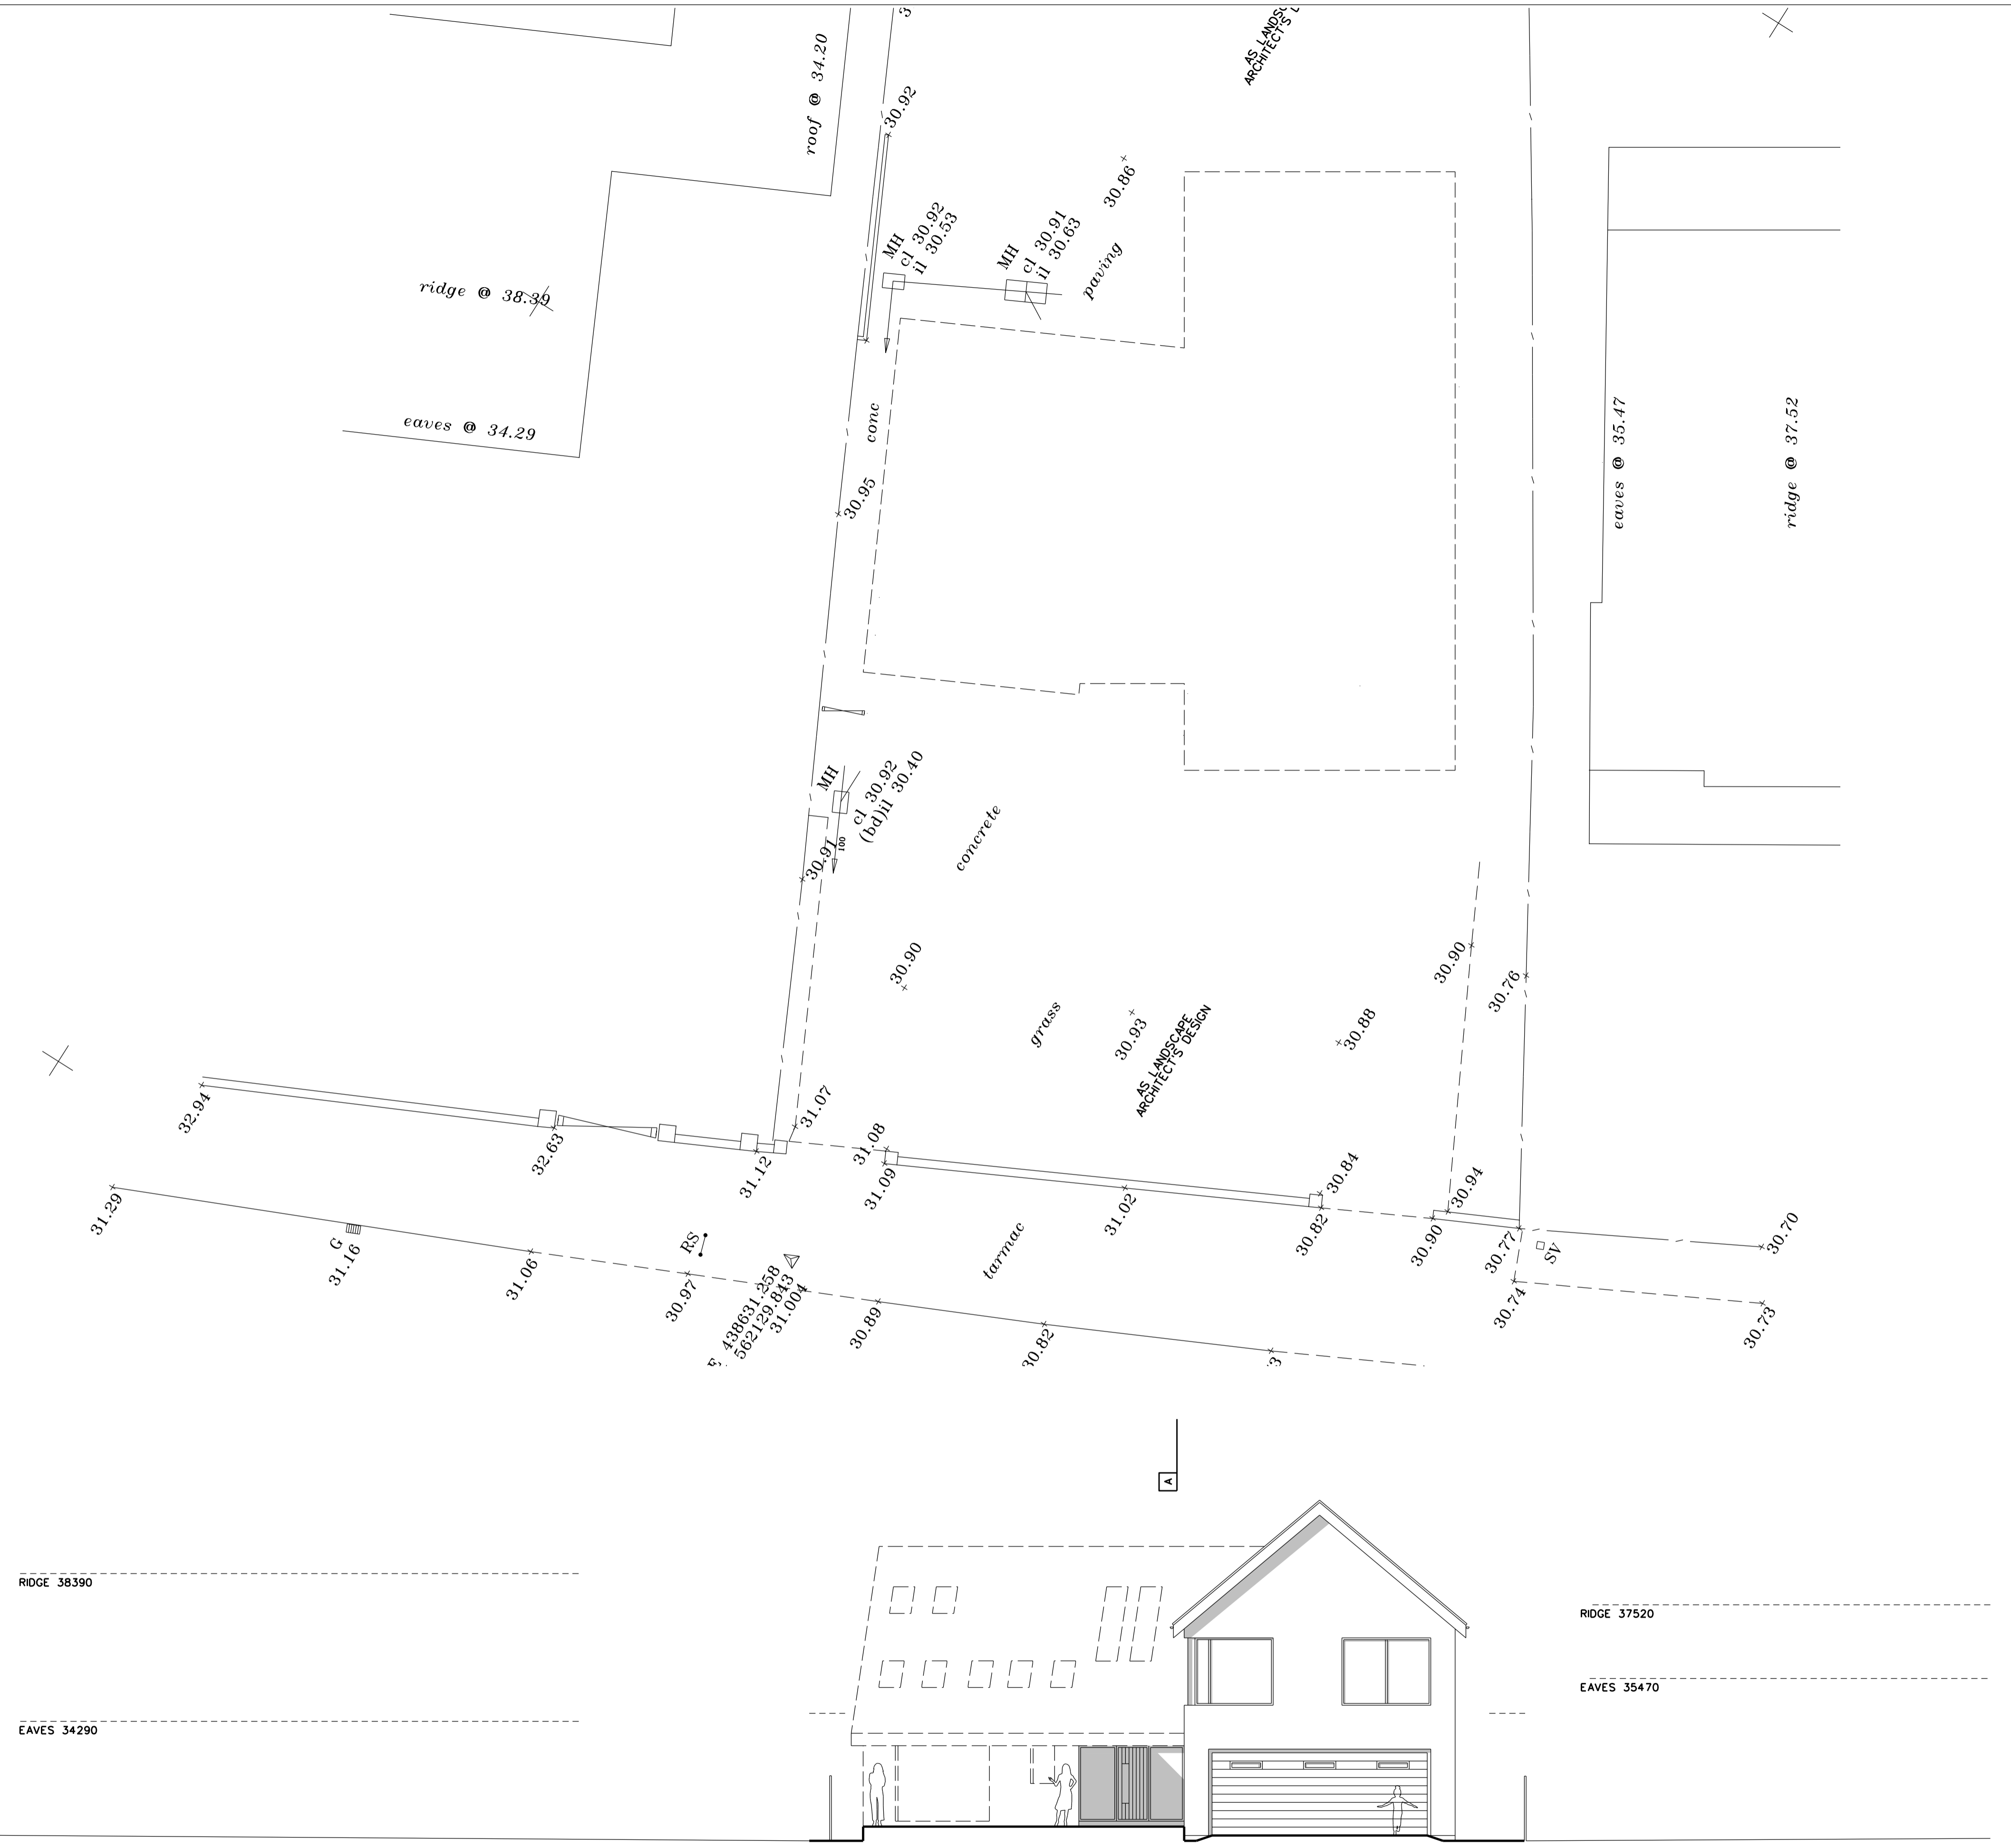 roof @ 34.20
AS LANDSC
ARCHITECT'S
30.92
30.86
MH
cl 30.92
il 30.53
MH
cl 30.91
il 30.63
paving
ridge @ 38.39
eaves @ 34.29
conc
eaves @ 35.47
ridge @ 37.52
30.95
MH
cl 30.92
(bd)il 30.40
100
30.91
concrete
30.90
grass
30.93
AS LANDSCAPE
ARCHITECT'S DESIGN
30.88
30.90
30.76
32.94
32.63
31.12
31.07
31.08
31.09
31.02
30.84
30.82
30.94
30.90
30.77
SV
30.70
31.29
G
31.16
31.06
RS
30.97
E 438631.258
562129.843
31.004
tarmac
30.89
30.82
30.74
30.73
A
RIDGE 38390
RIDGE 37520
EAVES 35470
EAVES 34290